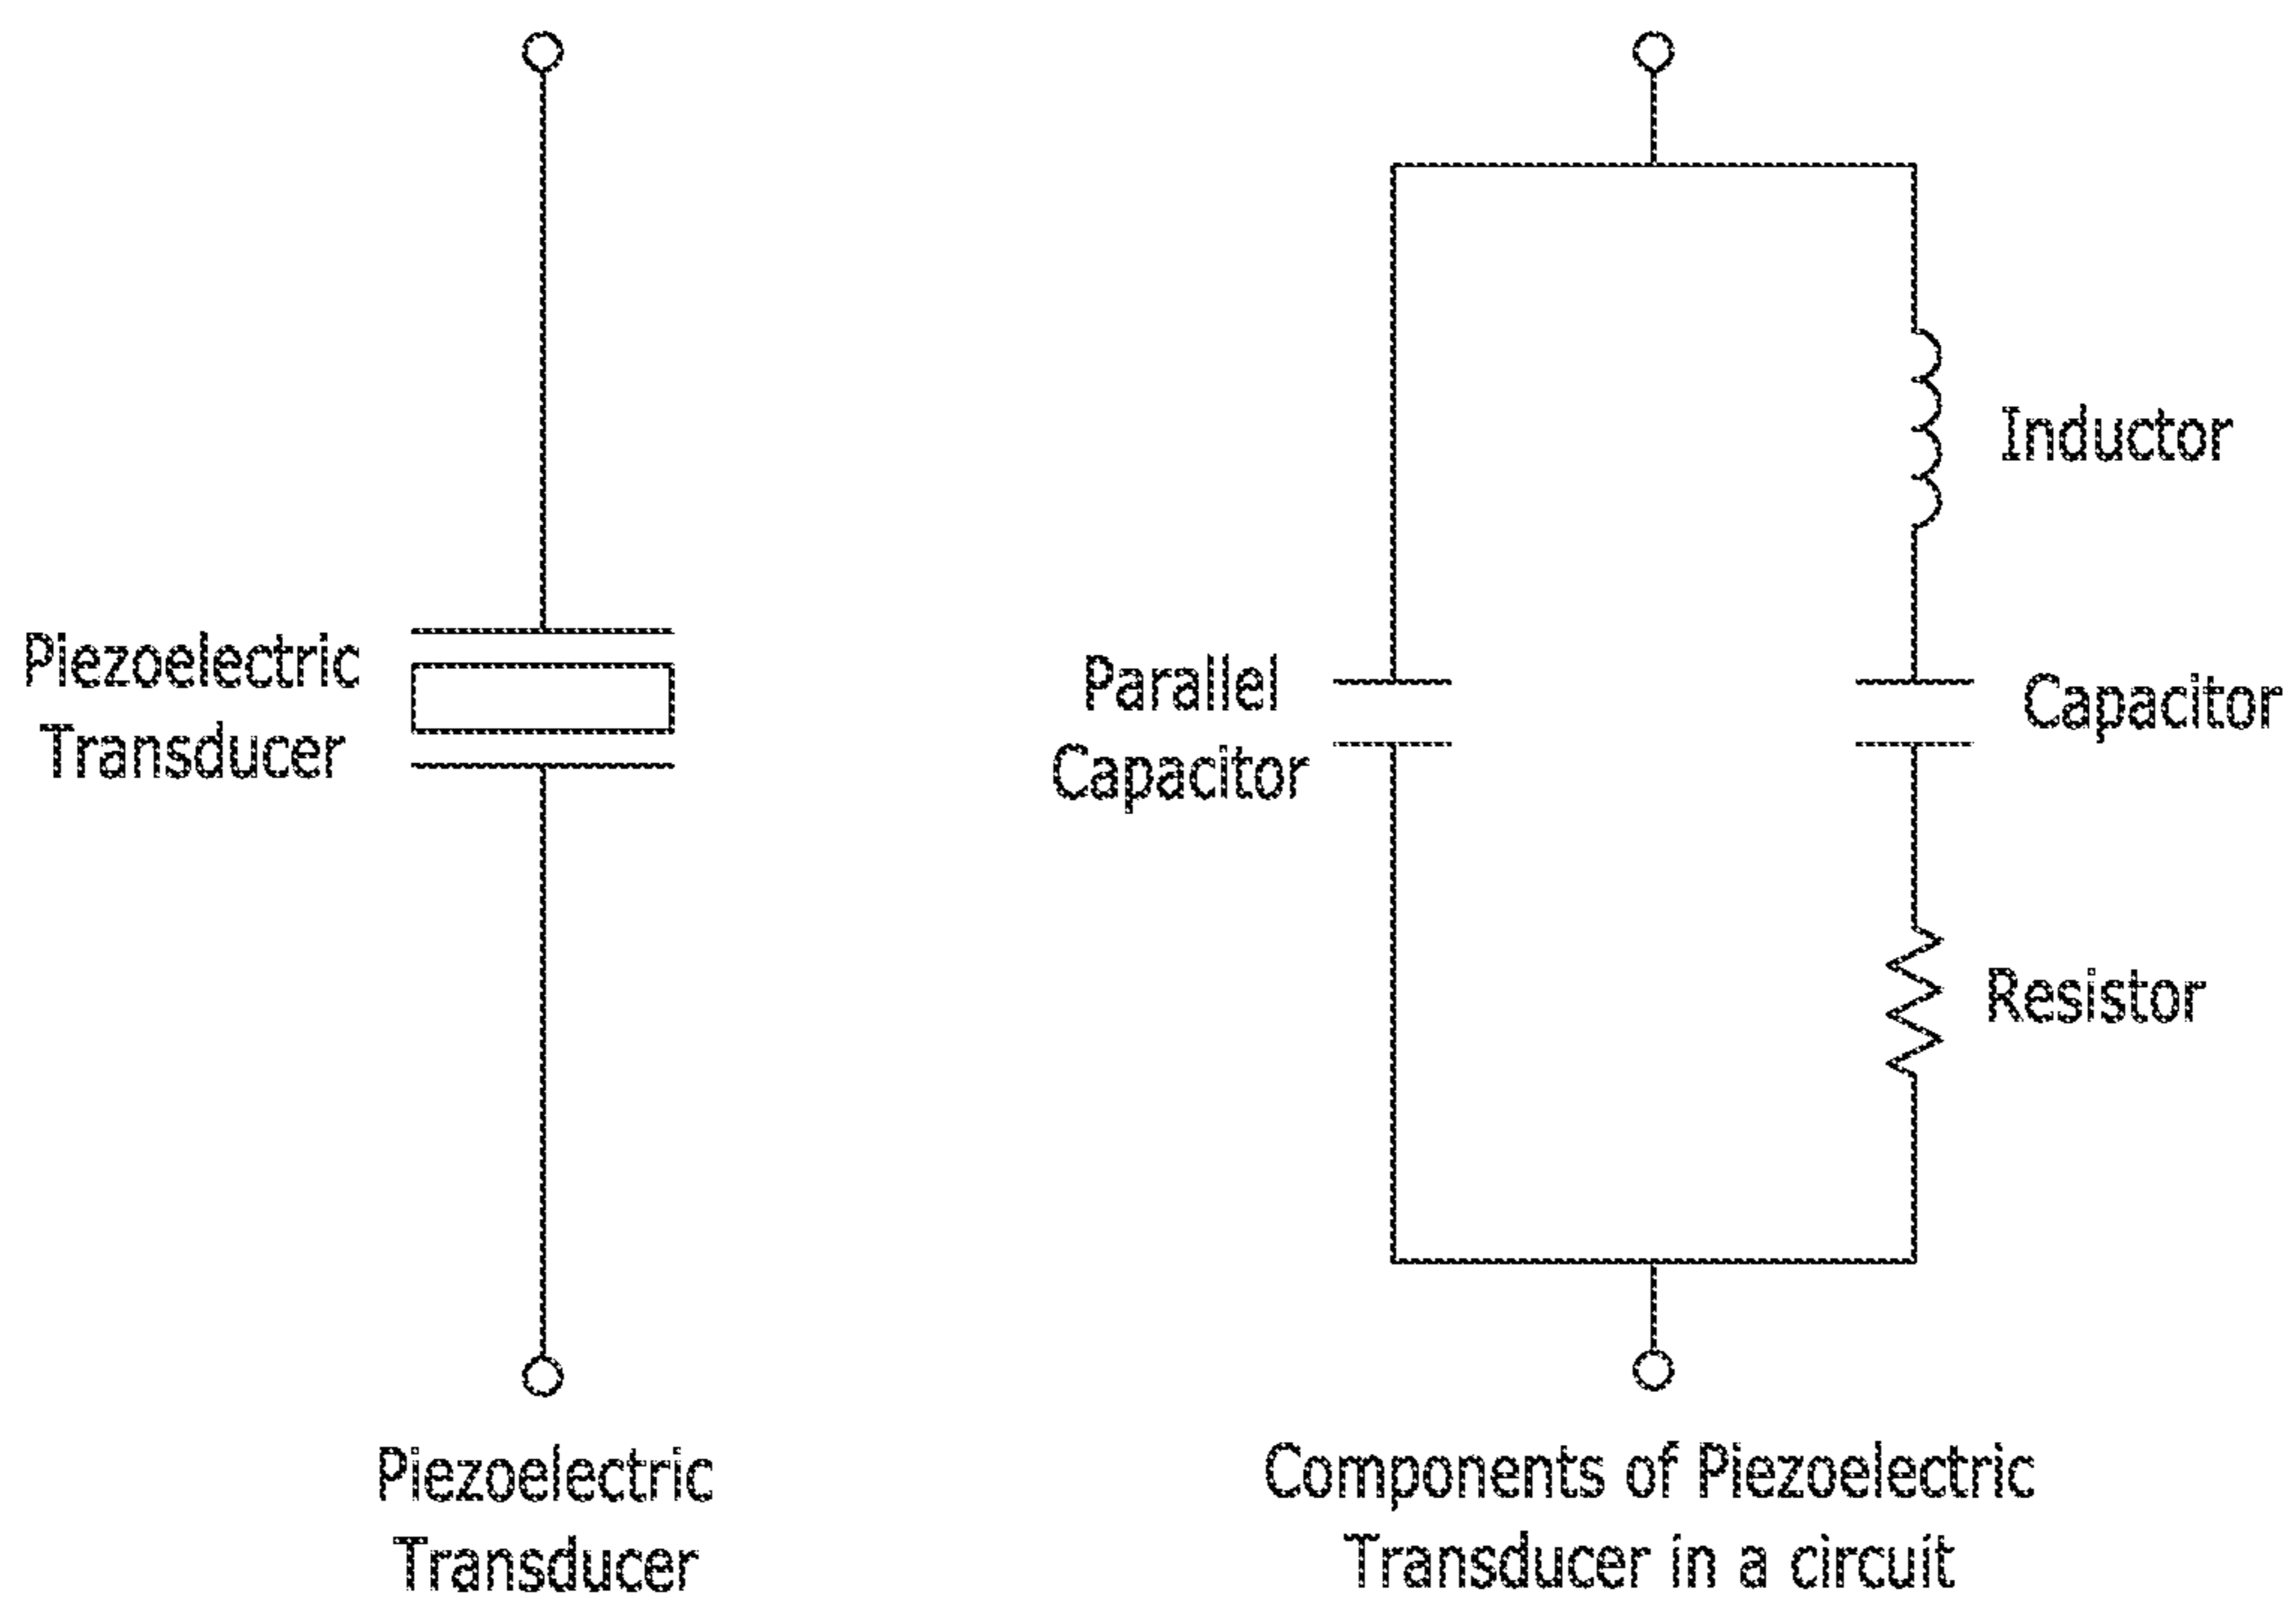 Piezoelectric
Transducer
Piezoelectric
Transducer
Parallel
Capacitor
Inductor
Capacitor
Resistor
Components of Piezoelectric
Transducer in a circuit